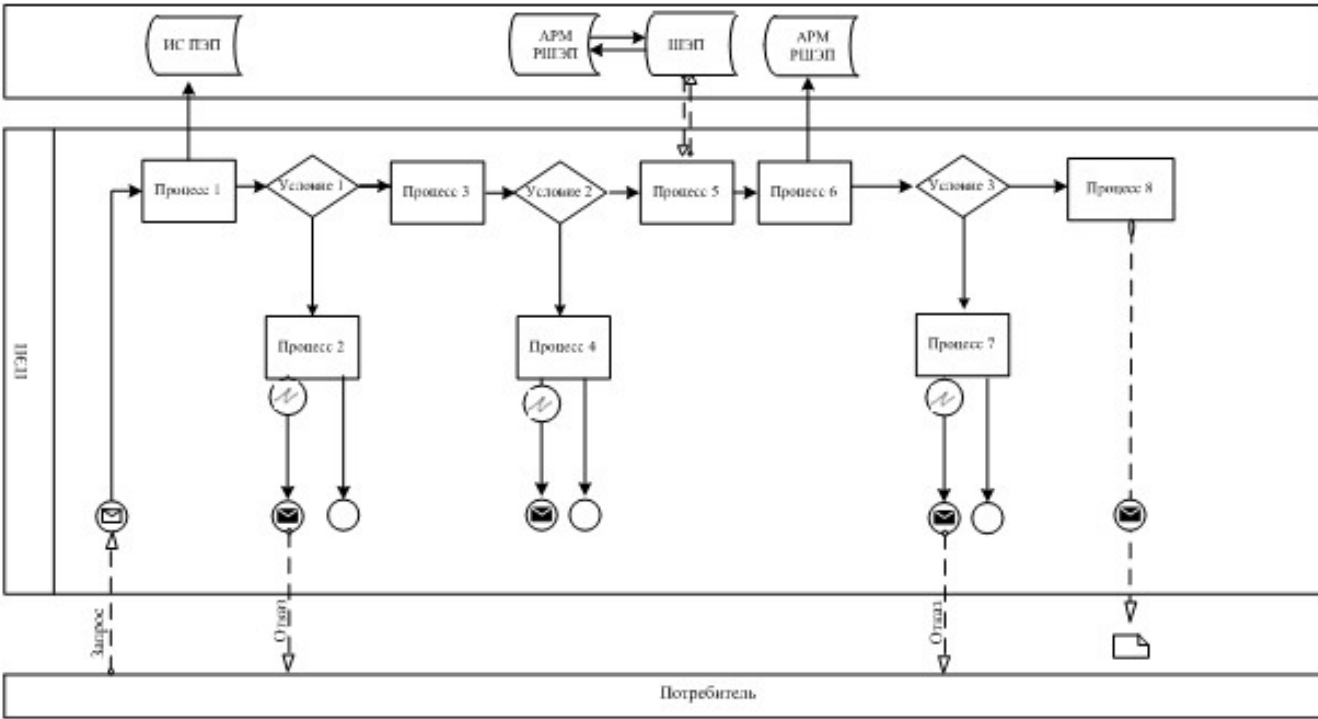 ИС ПЭП
АРМ
РШЭП
ШЭП
АРМ
РШЭП
Процесс 1
Условие 1
Процесс 3
Условие 2
Процесс 5
Процесс 6
Условие 3
Процесс 8
Процесс 2
Процесс 4
Процесс 7
Запрос
Отказ
Отказ
Потребитель